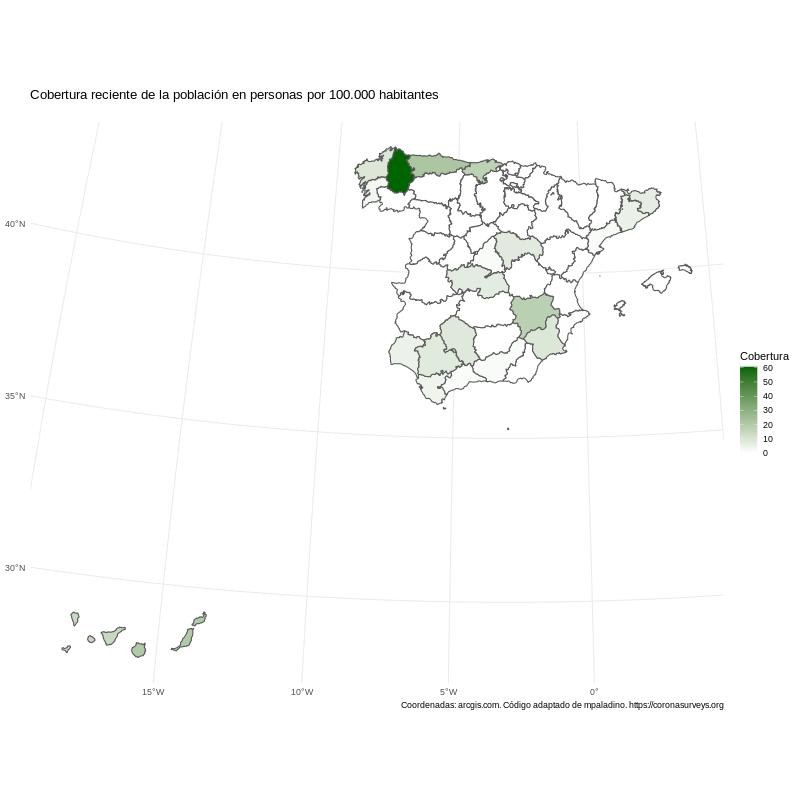 Cobertura reciente de la población en personas por 100.000 habitantes
40°N
35°N
30°N
15°W
10°W
5°W
0°
Cobertura
60
50
40
30
20
10
0
Coordenadas: arcgis.com. Código adaptado de mpaladino. https://coronasurveys.org